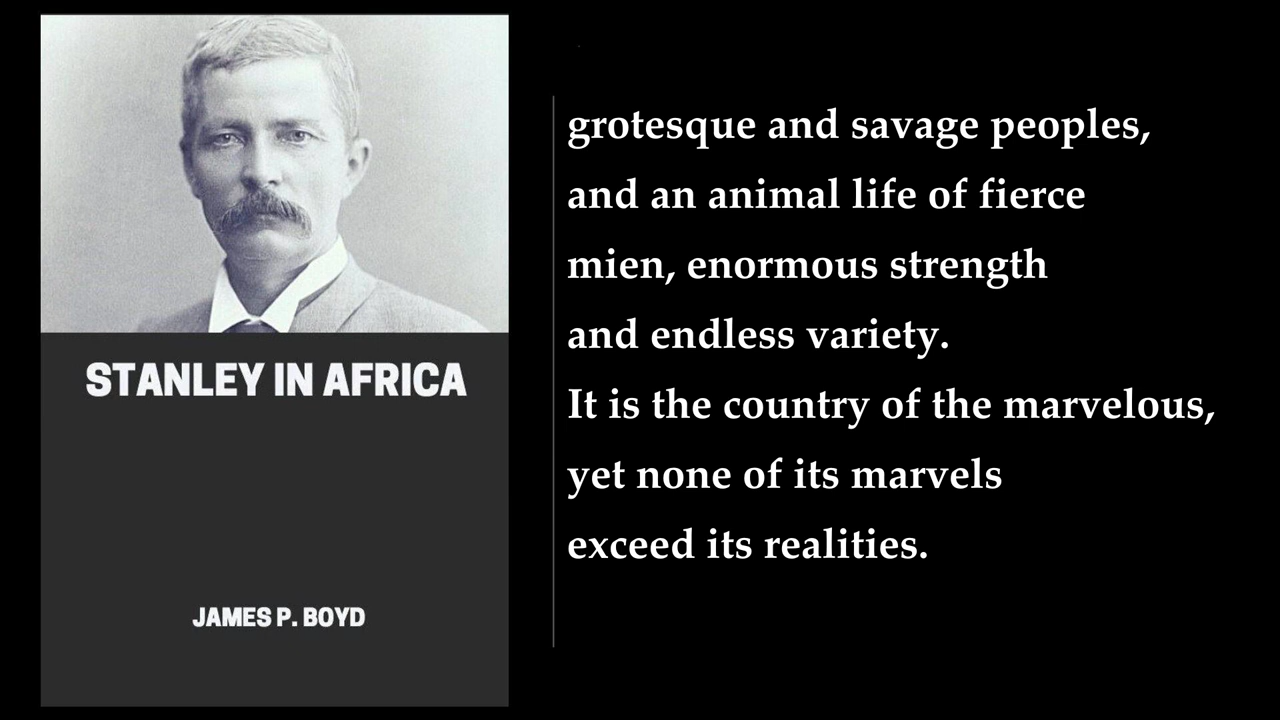 STANLEY IN AFRICA
JAMES P. BOYD
grotesque and savage peoples,
and an animal life of fierce
mien, enormous strength
and endless variety.
It is the country of the marvelous,
yet none of its marvels
exceed its realities.